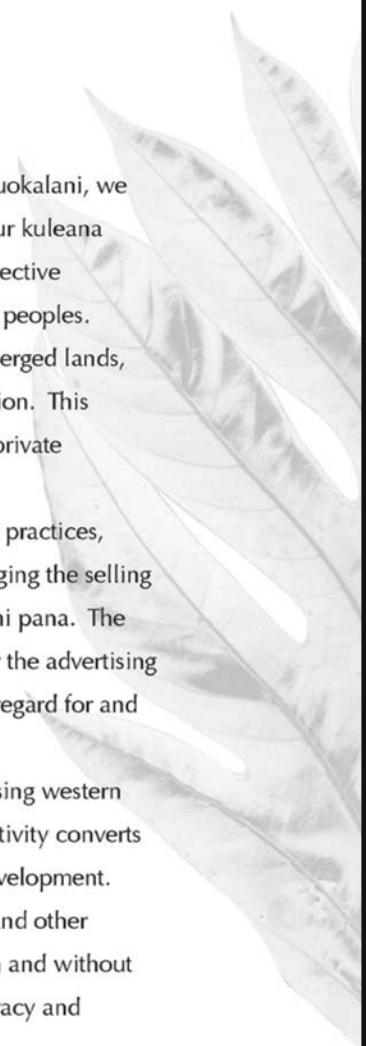 uokalani, we
ur kuleana
ective
peoples.
erged lands,
ion. This
private
practices,
ging the selling
ni pana. The
the advertising
regard for and
sing western
tivity converts
velopment.
nd other
and without
acy and